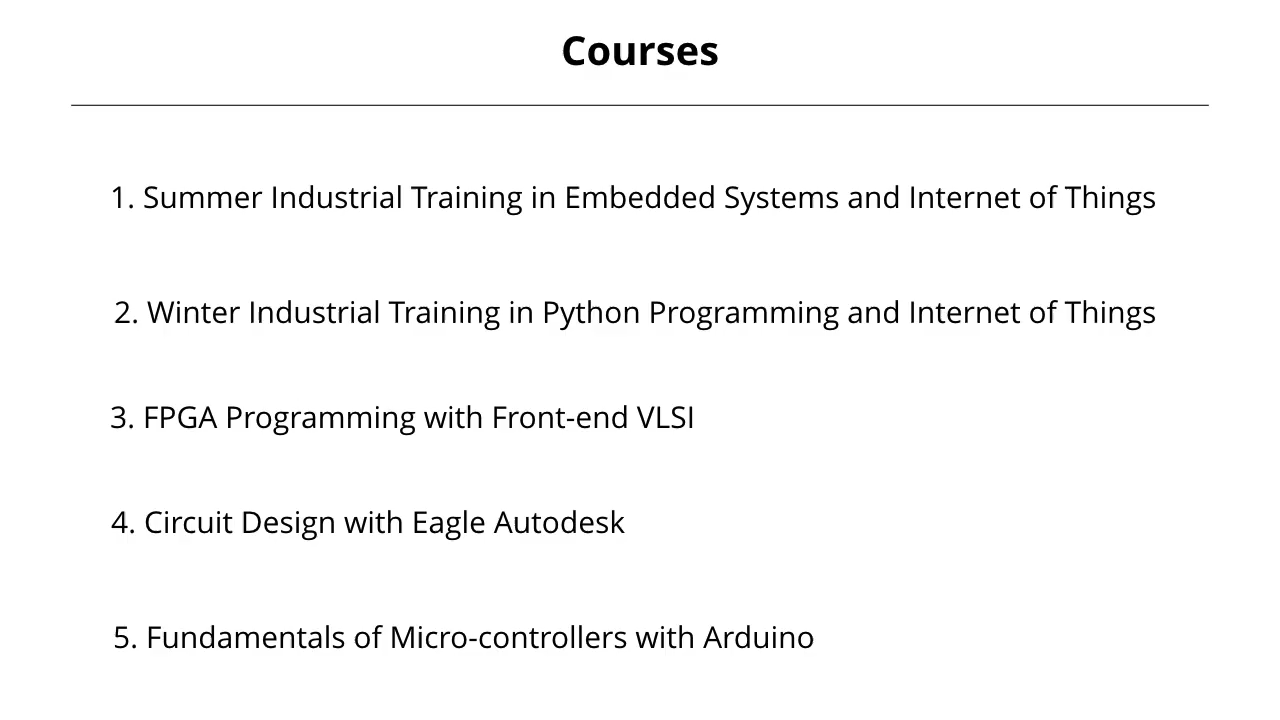 Courses
1. Summer Industrial Training in Embedded Systems and Internet of Things
2. Winter Industrial Training in Python Programming and Internet of Things
3. FPGA Programming with Front-end VLSI
4. Circuit Design with Eagle Autodesk
5. Fundamentals of Micro-controllers with Arduino